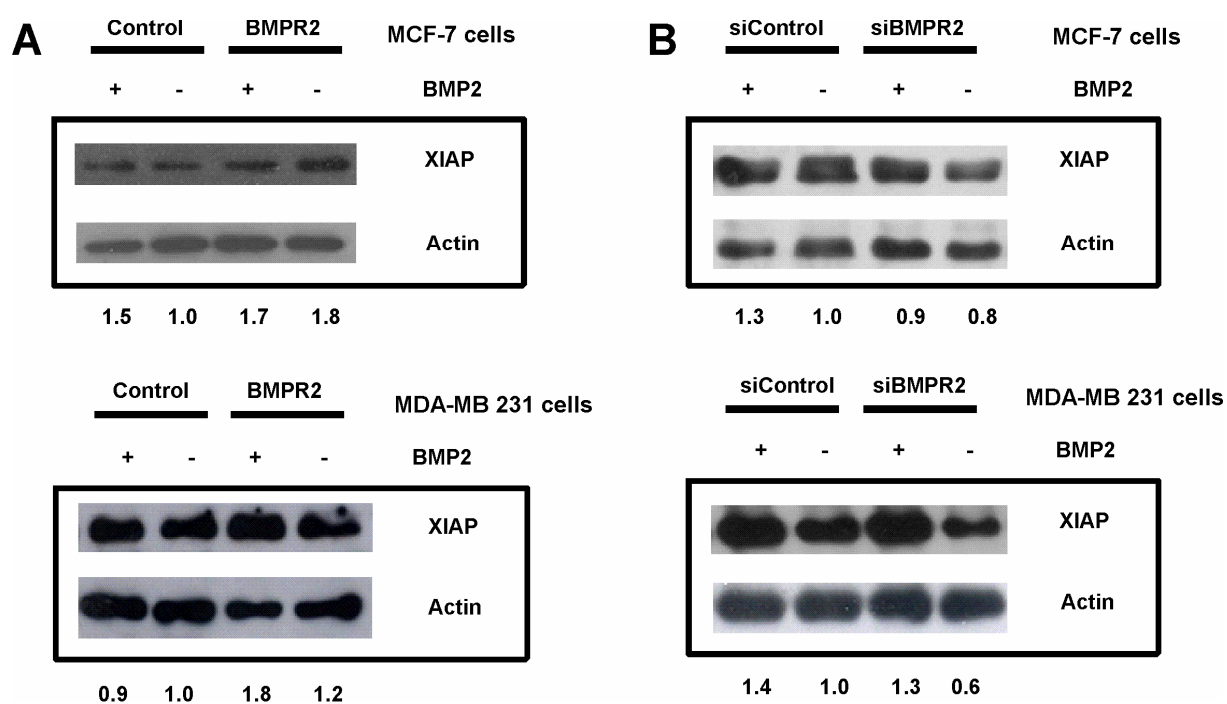 A
Control BMPR2 MCF-7 cells
+ - + - BMP2
XIAP
Actin
1.5 1.0 1.7 1.8
Control BMPR2 MDA-MB 231 cells
+ - + - BMP2
XIAP
Actin
0.9 1.0 1.8 1.2
B
siControl siBMPR2 MCF-7 cells
+ - + - BMP2
XIAP
Actin
1.3 1.0 0.9 0.8
siControl siBMPR2 MDA-MB 231 cells
+ - + - BMP2
XIAP
Actin
1.4 1.0 1.3 0.6